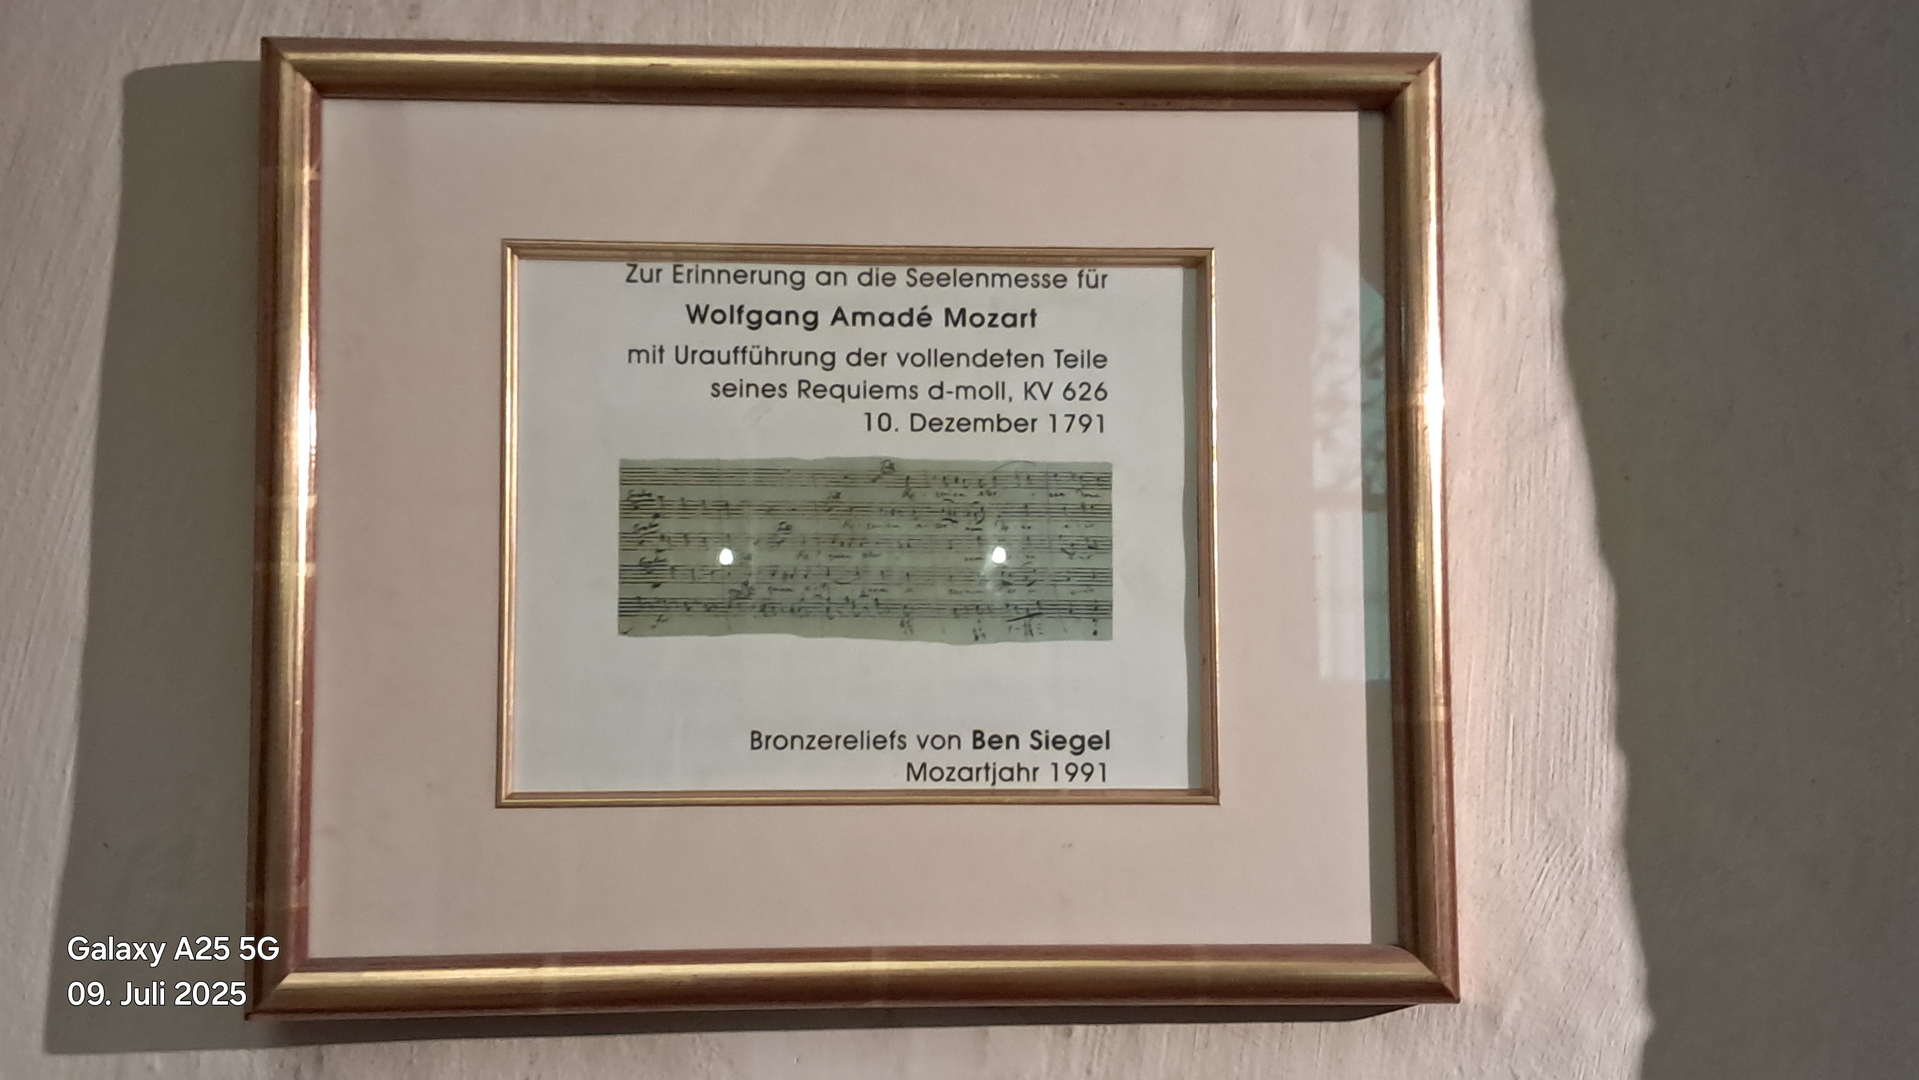 Zur Erinnerung an die Seelenmesse für
Wolfgang Amadé Mozart
mit Uraufführung der vollendeten Teile
seines Requiems d-moll, KV 626
10. Dezember 1791
Bronzereliefs von Ben Siegel
Mozartjahr 1991
Galaxy A25 5G
09. Juli 2025